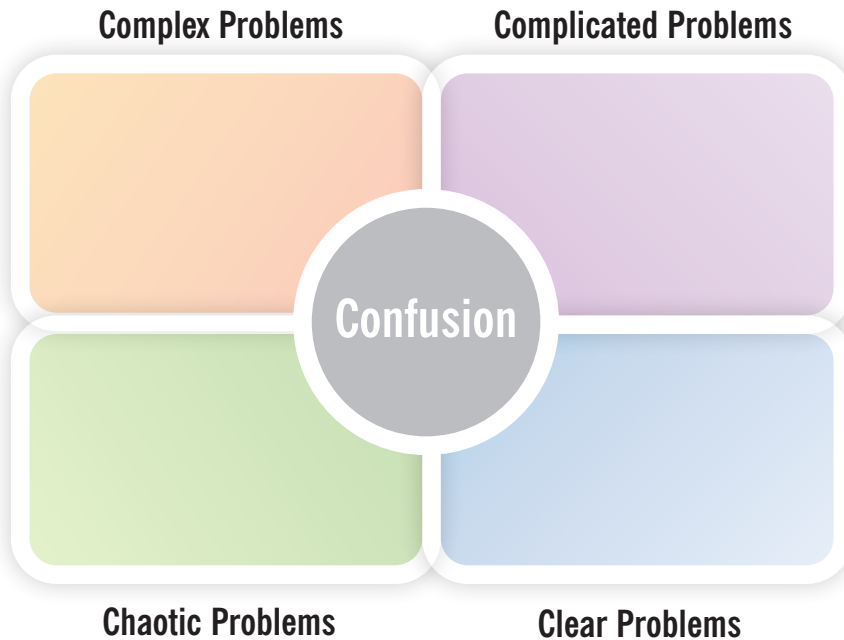 Complex Problems
Complicated Problems
Confusion
Chaotic Problems
Clear Problems